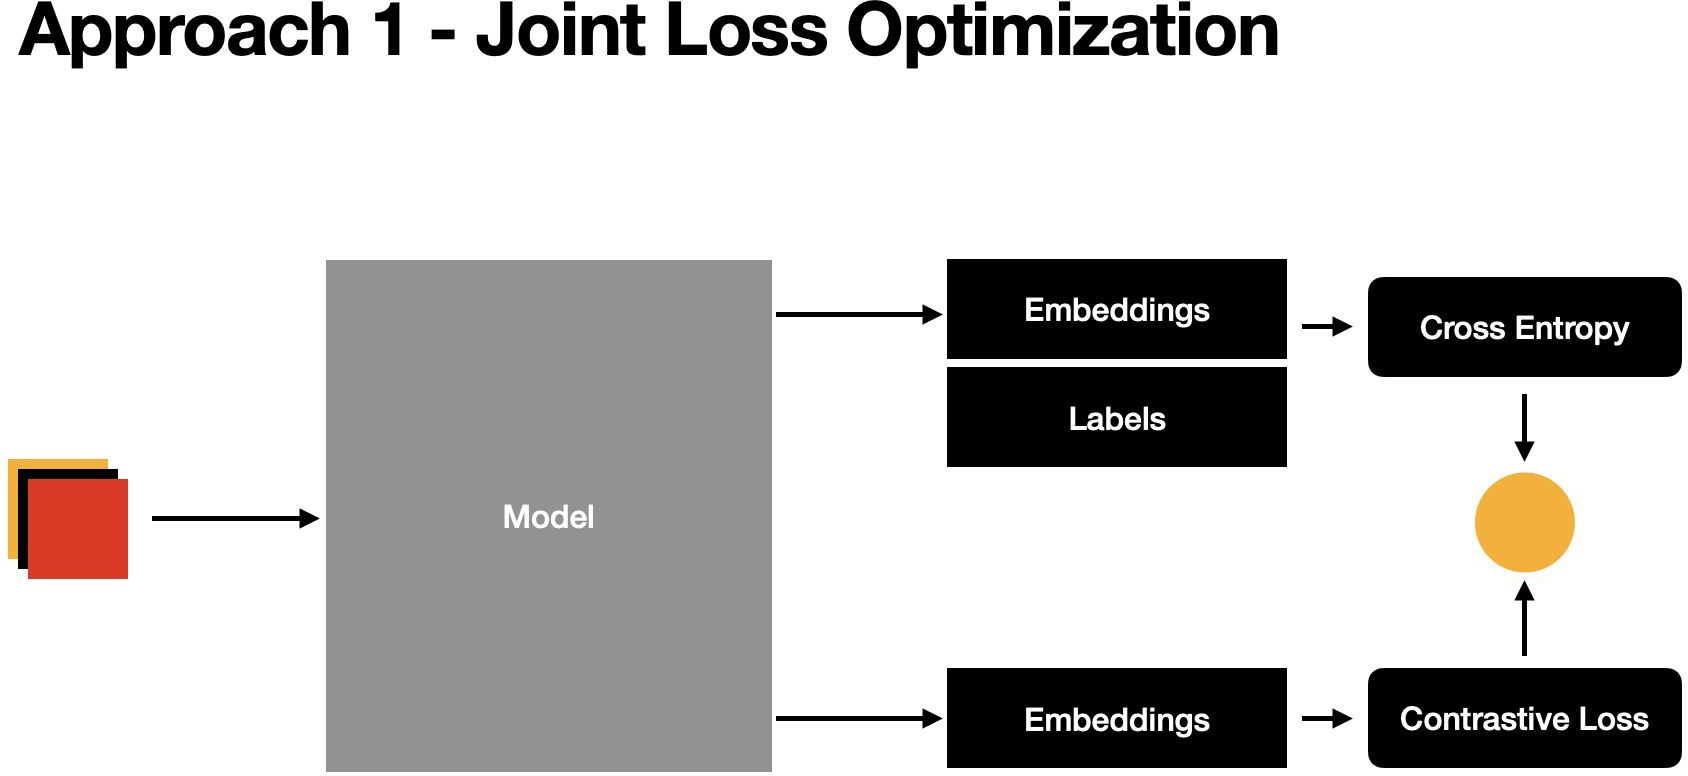 Approach 1 - Joint Loss Optimization
Embeddings
Cross Entropy
Labels
Model
Embeddings
Contrastive Loss